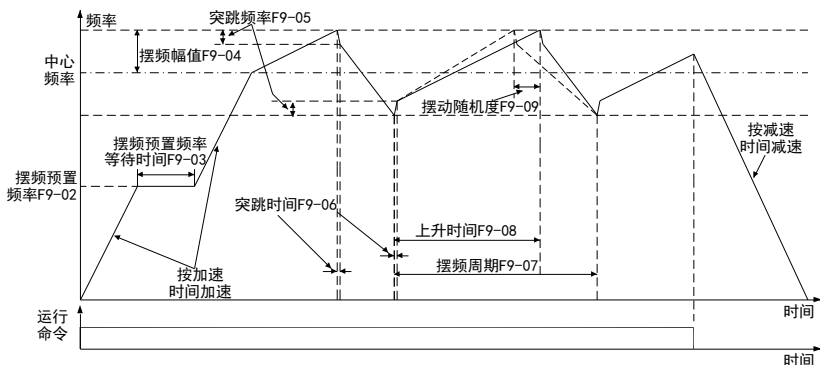 突跳频率F9-05
频率
摆频幅值F9-04
中心
频率
摆动随机度F9-09
摆频预置频率
等待时间F9-03
按减速
时间减速
摆频预置
频率F9-02
突跳时间F9-06
上升时间F9-08
摆频周期F9-07
按加速
时间加速
时间
运行
命令
时间